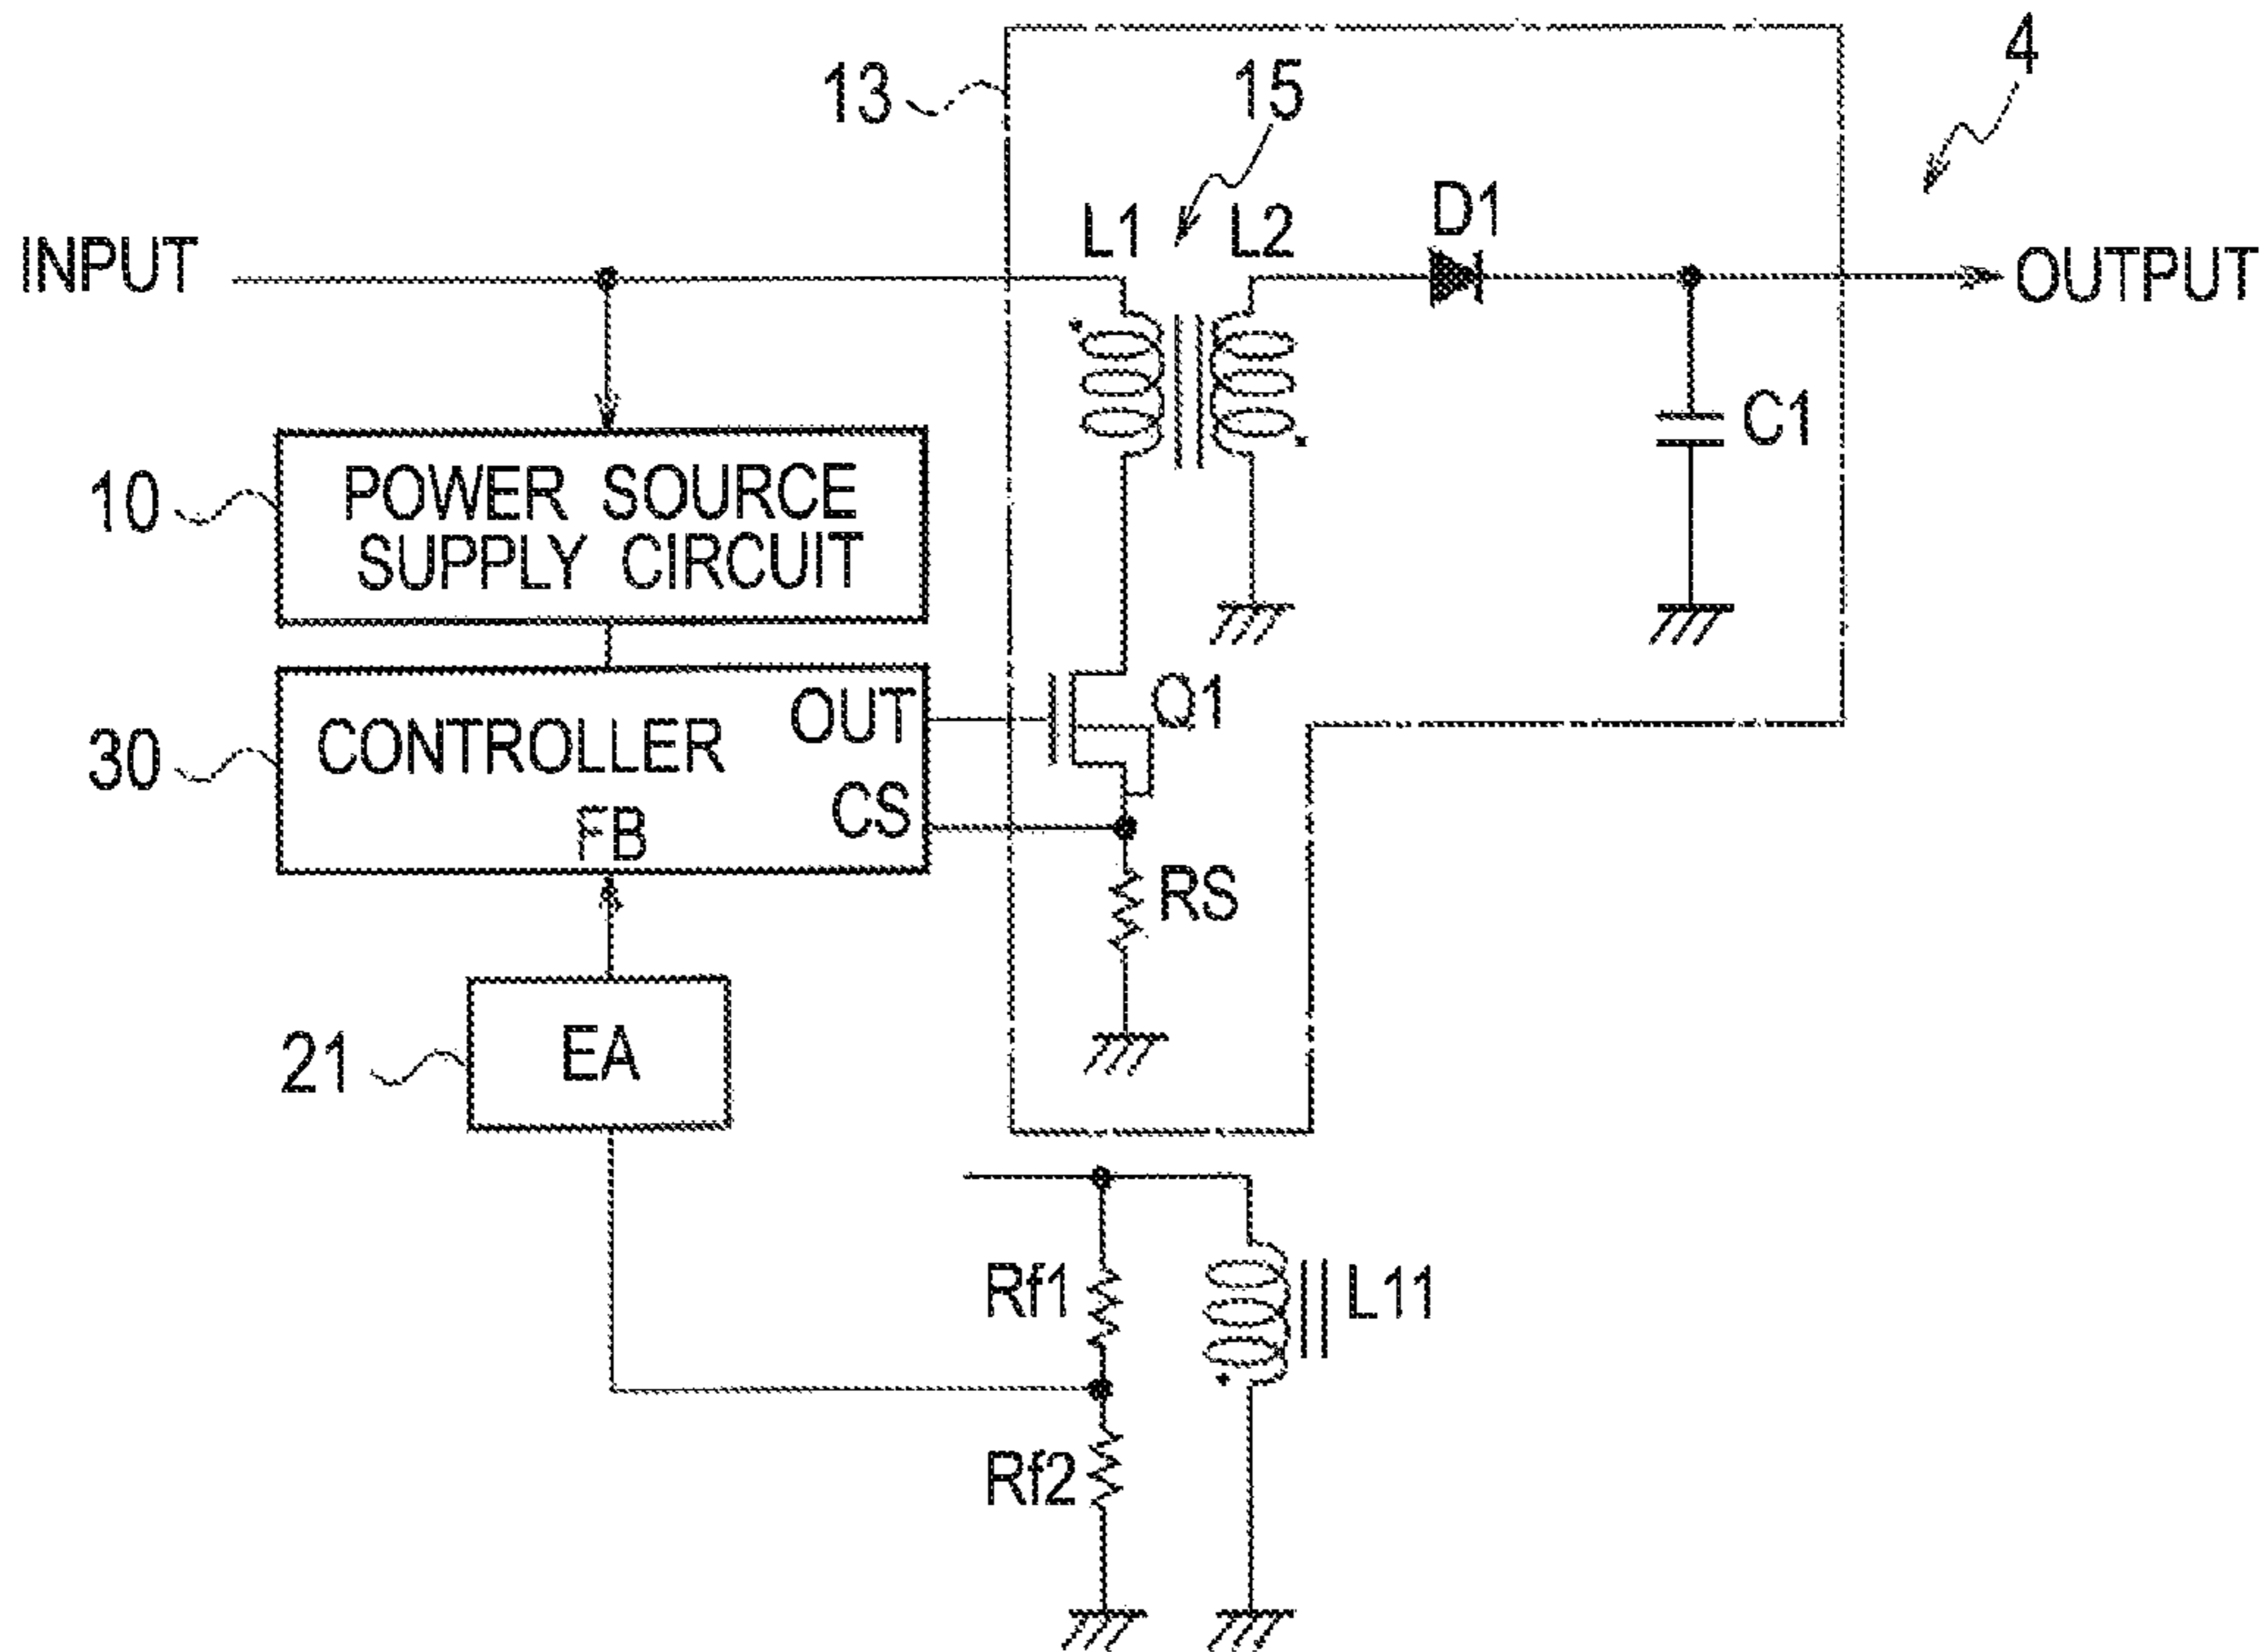 4
13
15
L1
L2
D1
INPUT
OUTPUT
C1
10
POWER SOURCE
SUPPLY CIRCUIT
30
CONTROLLER
OUT
Q1
CS
FB
RS
21
EA
Rf1
L11
Rf2